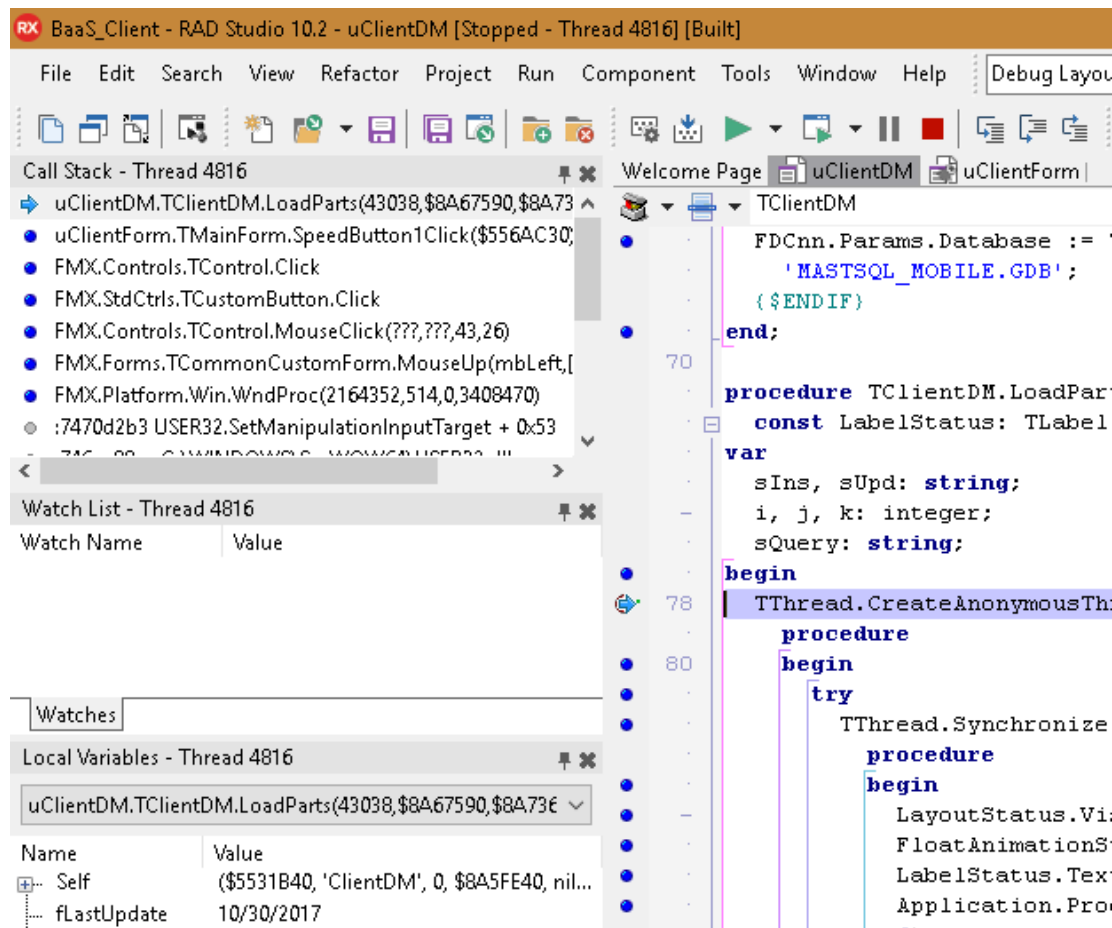 BaaS_Client - RAD Studio 10.2 - uClientDM [Stopped - Thread 4816] [Built]
File Edit Search View Refactor Project Run Component Tools Window Help Debug Layou
Call Stack - Thread 4816
uClientDM.TClientDM.LoadParts(43038,$8A67590,$8A73
uClientForm.TMainForm.SpeedButton1Click($556AC30)
FMX.Controls.TControl.Click
FMX.StdCtrls.TCustomButton.Click
FMX.Controls.TControl.MouseClick(???,???,43,26)
FMX.Forms.TCommonCustomForm.MouseUp(mbLeft,[
FMX.Platform.Win.WndProc(2164352,514,0,3408470)
:7470d2b3 USER32.SetManipulationInputTarget + 0x53
Watch List - Thread 4816
Watch Name Value
Watches
Local Variables - Thread 4816
uClientDM.TClientDM.LoadParts(43038,$8A67590,$8A736
Name Value
Self ($5531B40, 'ClientDM', 0, $8A5FE40, nil...
fLastUpdate 10/30/2017
Welcome Page uClientDM uClientForm
TClientDM
FDCnn.Params.Database :=
'MASTSQL_MOBILE.GDB';
{$ENDIF}
end;
70
procedure TClientDM.LoadPar
const LabelStatus: TLabel
var
sIns, sUpd: string;
i, j, k: integer;
sQuery: string;
begin
78 TThread.CreateAnonymousTh
procedure
80 begin
try
TThread.Synchronize
procedure
begin
LayoutStatus.Vi
FloatAnimationS
LabelStatus.Tex
Application.Pro